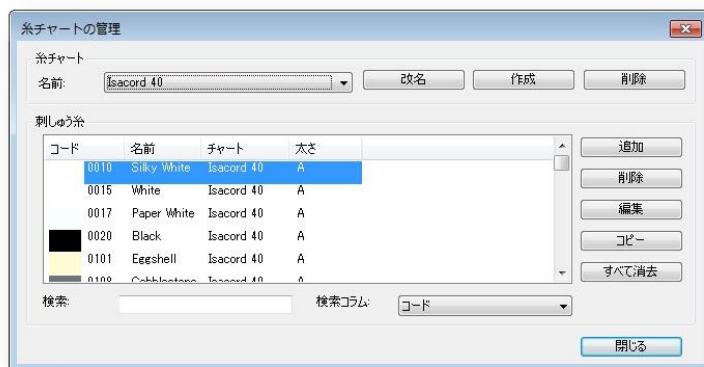 糸チャートの管理
糸チャート
名前: Isacord 40 改名 作成 削除
刺しゅう糸
コード 名前 チャート 太さ
0010 Silky White Isacord 40 A
0015 White Isacord 40 A
0017 Paper White Isacord 40 A
0020 Black Isacord 40 A
0101 Eggshell Isacord 40 A
0108 Cobblestone Isacord 40 A
追加
削除
編集
コピー
すべて消去
検索: 検索コラム: コード
閉じる